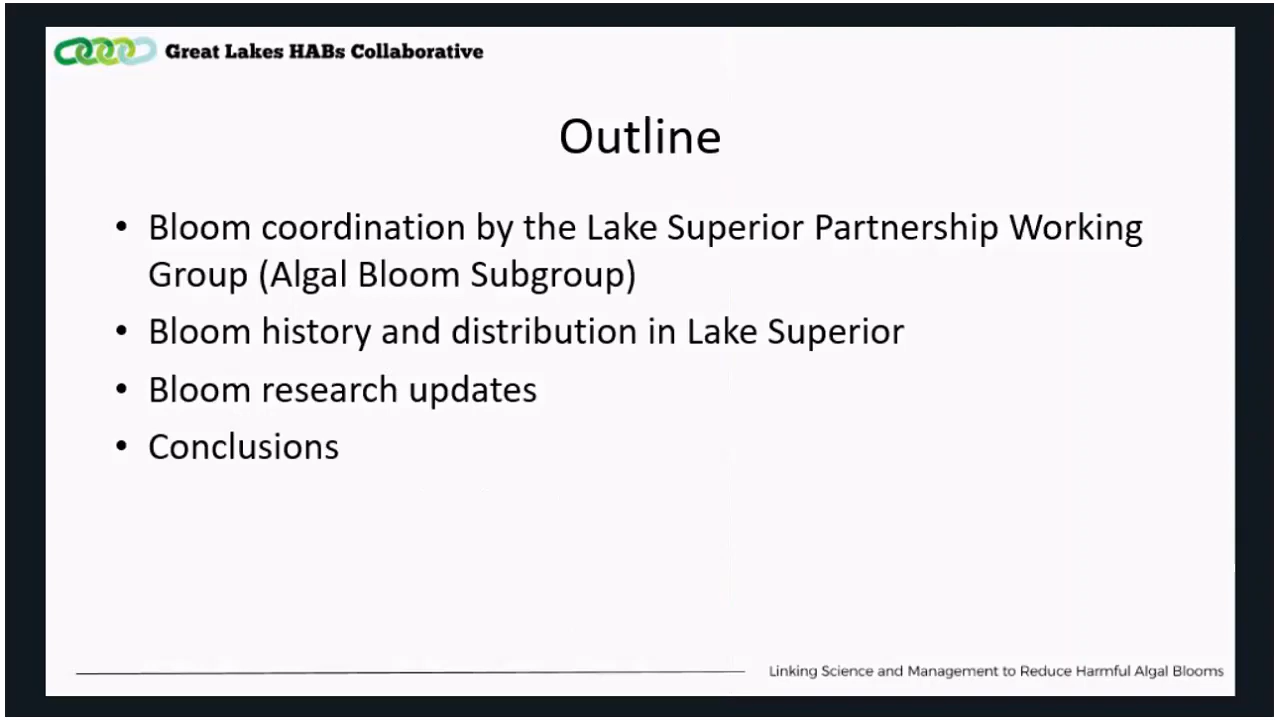 Great Lakes HABs Collaborative
Outline
• Bloom coordination by the Lake Superior Partnership Working
Group (Algal Bloom Subgroup)
• Bloom history and distribution in Lake Superior
• Bloom research updates
• Conclusions
Linking Science and Management to Reduce Harmful Algal Blooms